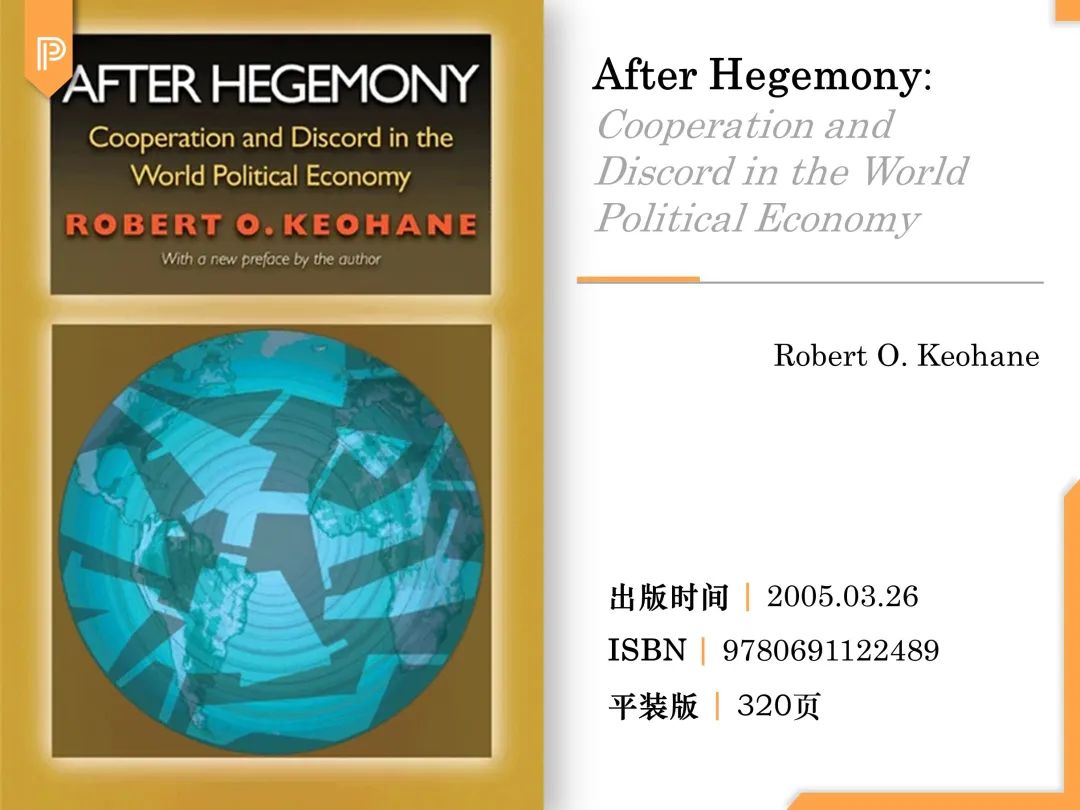 AFTER HEGEMONY
Cooperation and Discord in the
World Political Economy
ROBERT O. KEOHANE
With a new preface by the author
After Hegemony:
Cooperation and
Discord in the World
Political Economy
Robert O. Keohane
出版时间 | 2005.03.26
ISBN | 9780691122489
平装版 | 320页